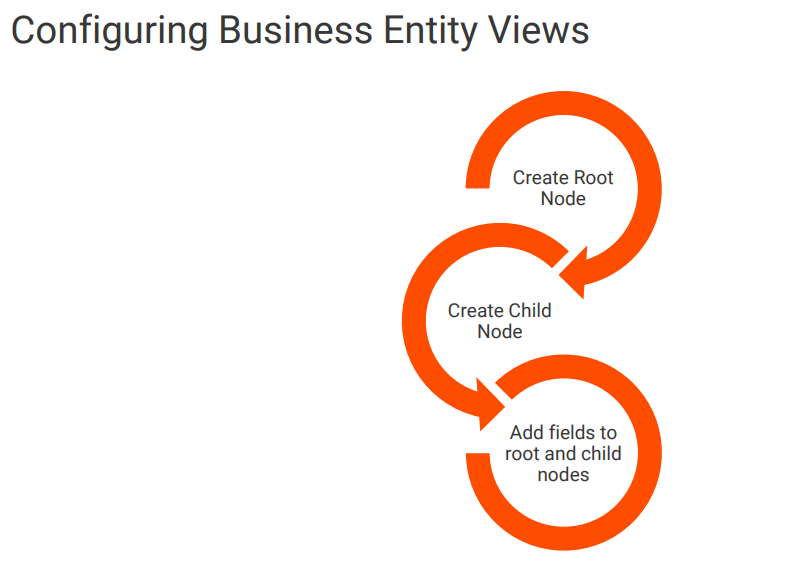 Configuring Business Entity Views
Create Root
Node
Create Child
Node
Add fields to
root and child
nodes